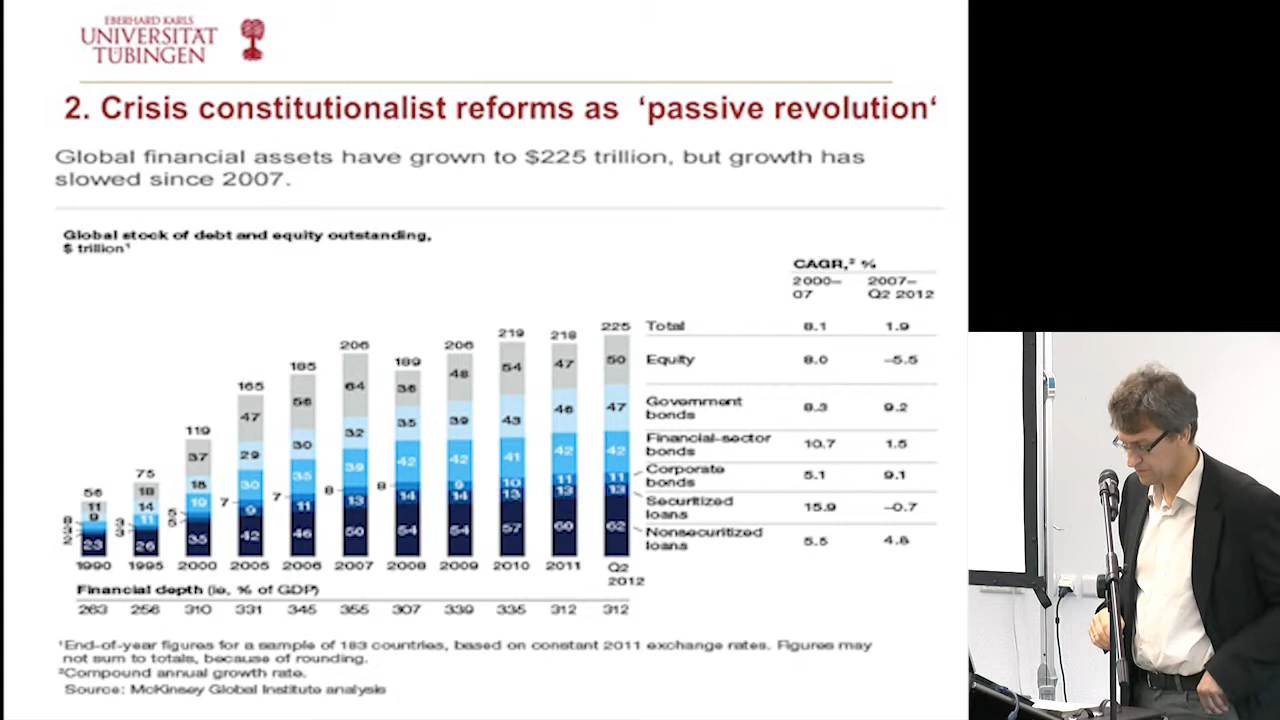 EBERHARD KARLS
UNIVERSITÄT
TÜBINGEN
2. Crisis constitutionalist reforms as ‘passive revolution‘
Global financial assets have grown to $225 trillion, but growth has
slowed since 2007.
Global stock of debt and equity outstanding,
$ trillion¹
CAGR,² %
2000– 2007–
07 Q2 2012
56 75 119 165 185 206 189 206 219 218 225
Total 8.1 1.9
11 18 37 47 56 64 36 48 54 47 50
Equity 8.0 –5.5
9 14 18 29 30 32 35 39 43 46 47
Government
bonds 8.3 9.2
11 19 30 35 39 42 42 41 42 42
Financial-sector
bonds 10.7 1.5
7 7 8 8 9 10 11 11
Corporate
bonds 5.1 9.1
9 11 13 14 14 13 13 13
Securitized
loans 15.9 –0.7
23 26 35 42 46 50 54 54 57 60 62
Nonsecuritized
loans 5.5 4.8
1990 1995 2000 2005 2006 2007 2008 2009 2010 2011 Q2
2012
Financial depth (ie, % of GDP)
263 256 310 331 345 355 307 339 335 312 312
¹End-of-year figures for a sample of 183 countries, based on constant 2011 exchange rates. Figures may
not sum to totals, because of rounding.
²Compound annual growth rate.
Source: McKinsey Global Institute analysis